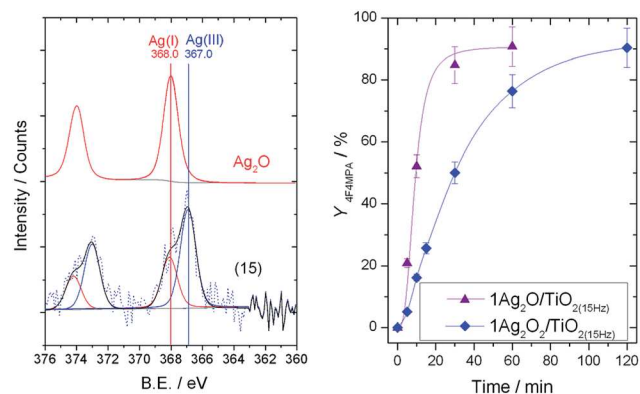 Ag(I) Ag(III)
368.0 367.0
Ag₂O
(15)
Intensity / Counts
376 374 372 370 368 366 364 362 360
B.E. / eV
Y 4F4MPA / %
100
80
60
40
20
0
1Ag₂O/TiO₂(15Hz)
1Ag₂O₂/TiO₂(15Hz)
0 20 40 60 80 100 120
Time / min